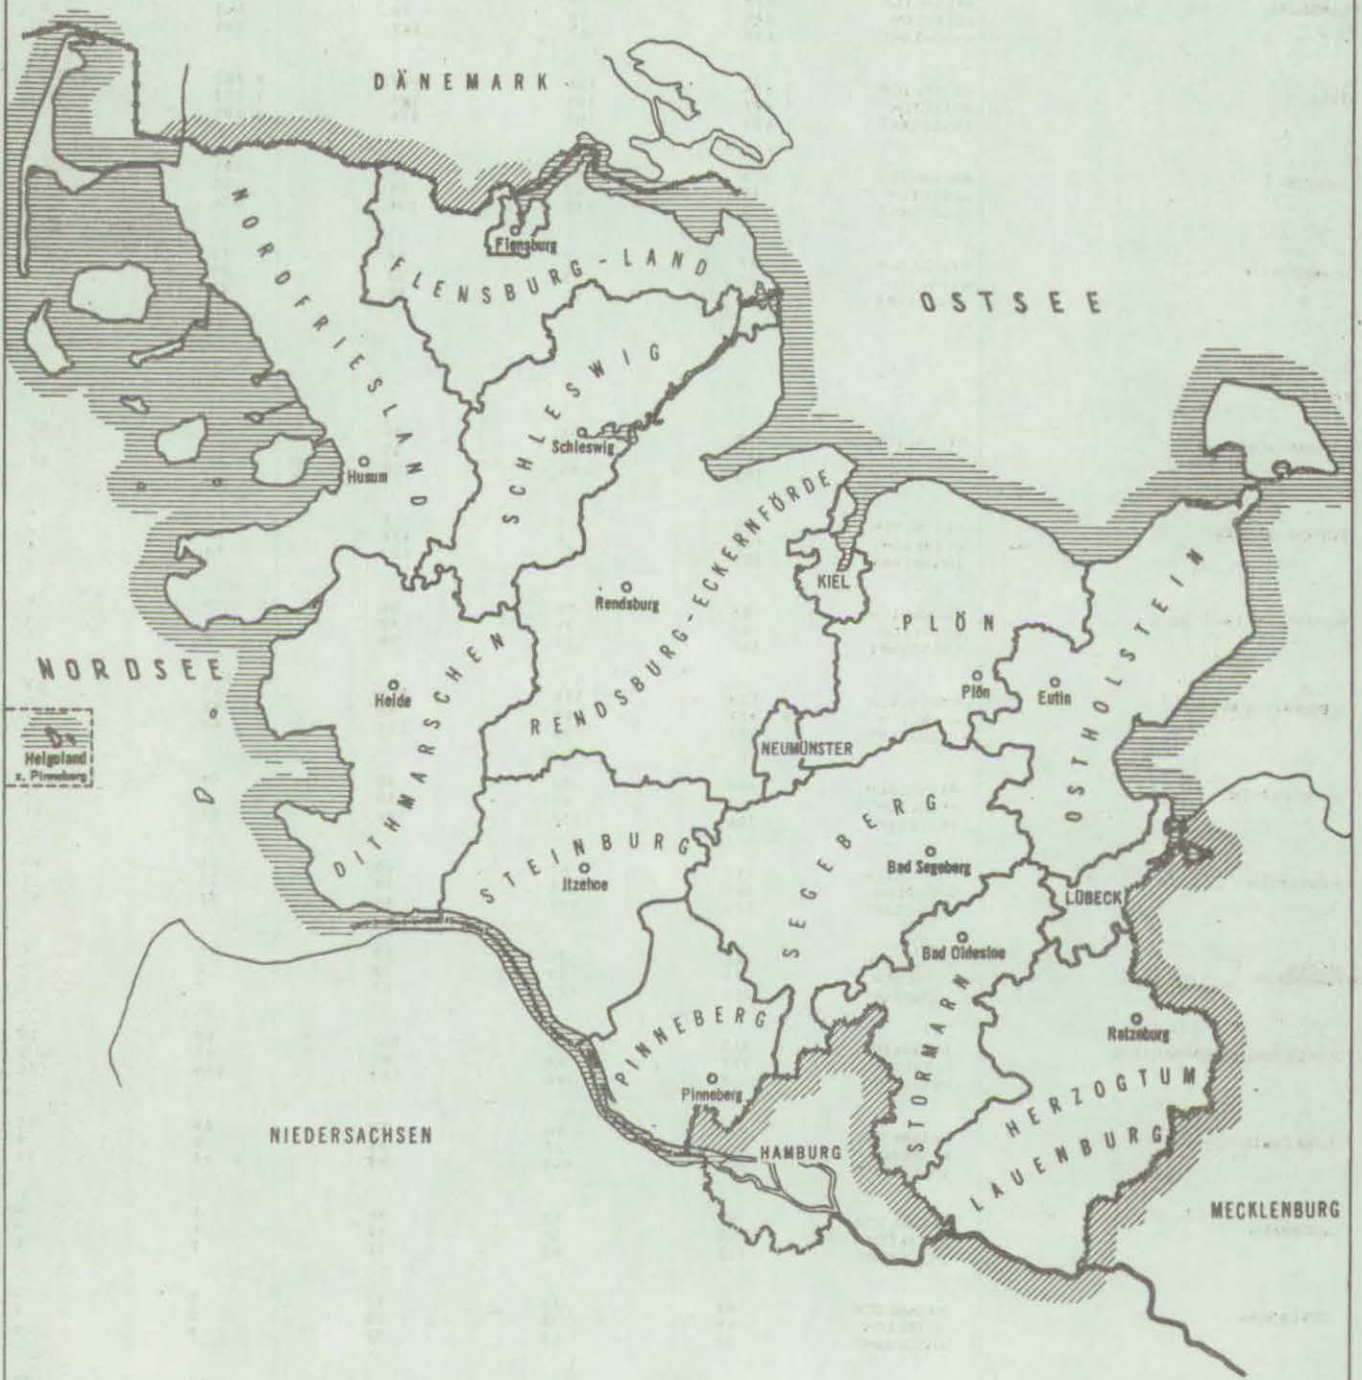 DÄNEMARK
NORDFRIESLAND
Flensburg
FLENSBURG-LAND
OSTSEE
SCHLESWIG
Schleswig
Husum
RENDSBURG-ECKERNFÖRDE
KIEL
Rendsburg
PLÖN
OSTHOLSTEIN
NORDSEE
Heide
Plön
Eutin
Helgoland
z. Pinneberg
DITHMARSCHEN
NEUMÜNSTER
STEINBURG
Jtzehoe
SEGEBERG
Bad Segeberg
LÜBECK
Bad Oldesloe
PINNEBERG
Pinneberg
STORMARN
Ratzeburg
HERZOGTUM
LAUENBURG
NIEDERSACHSEN
HAMBURG
MECKLENBURG